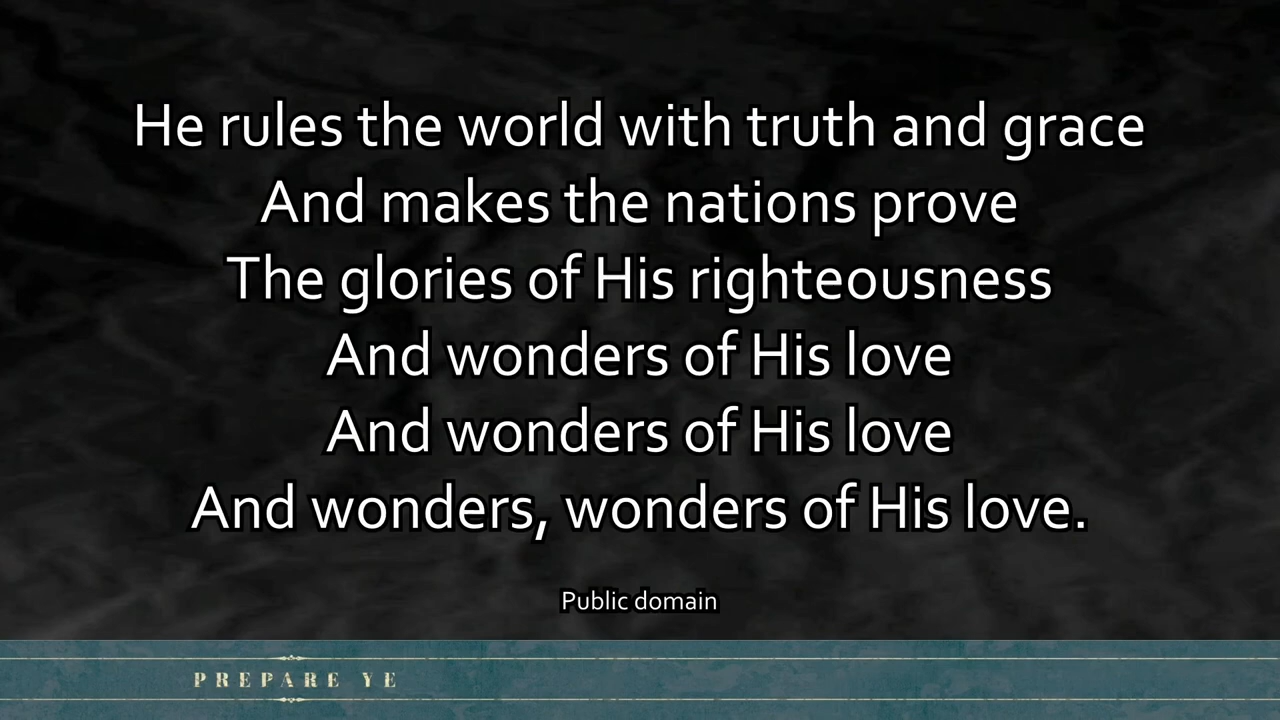 He rules the world with truth and grace
And makes the nations prove
The glories of His righteousness
And wonders of His love
And wonders of His love
And wonders, wonders of His love.
Public domain
PREPARE YE